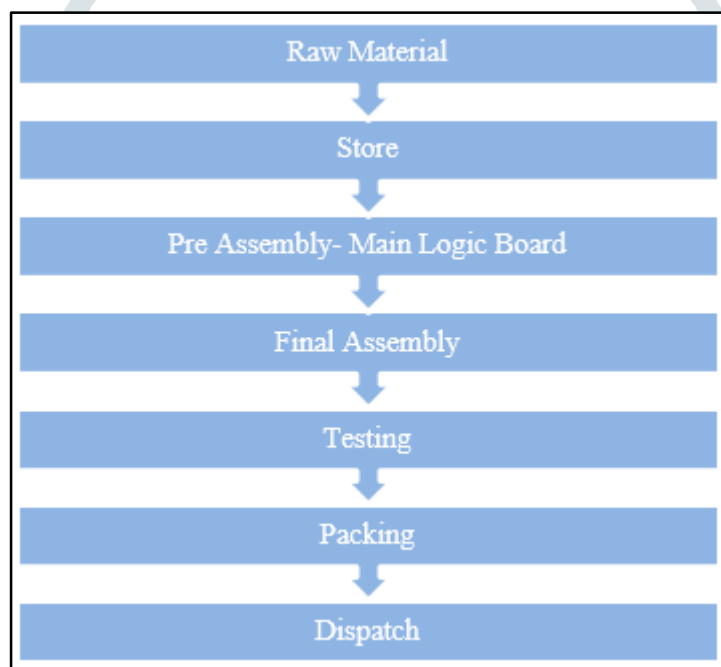 Raw Material
Store
Pre Assembly- Main Logic Board
Final Assembly
Testing
Packing
Dispatch